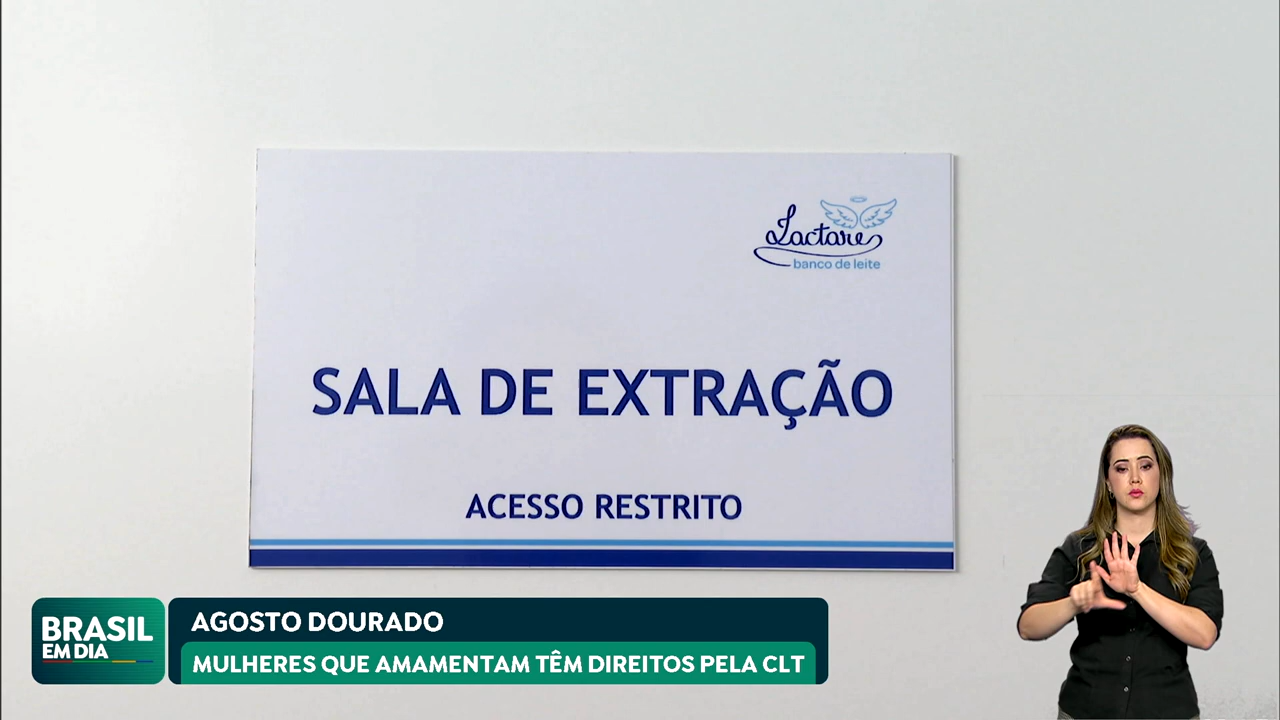 Lactare
banco de leite
SALA DE EXTRAÇÃO
ACESSO RESTRITO
BRASIL
EM DIA
AGOSTO DOURADO
MULHERES QUE AMAMENTAM TÊM DIREITOS PELA CLT